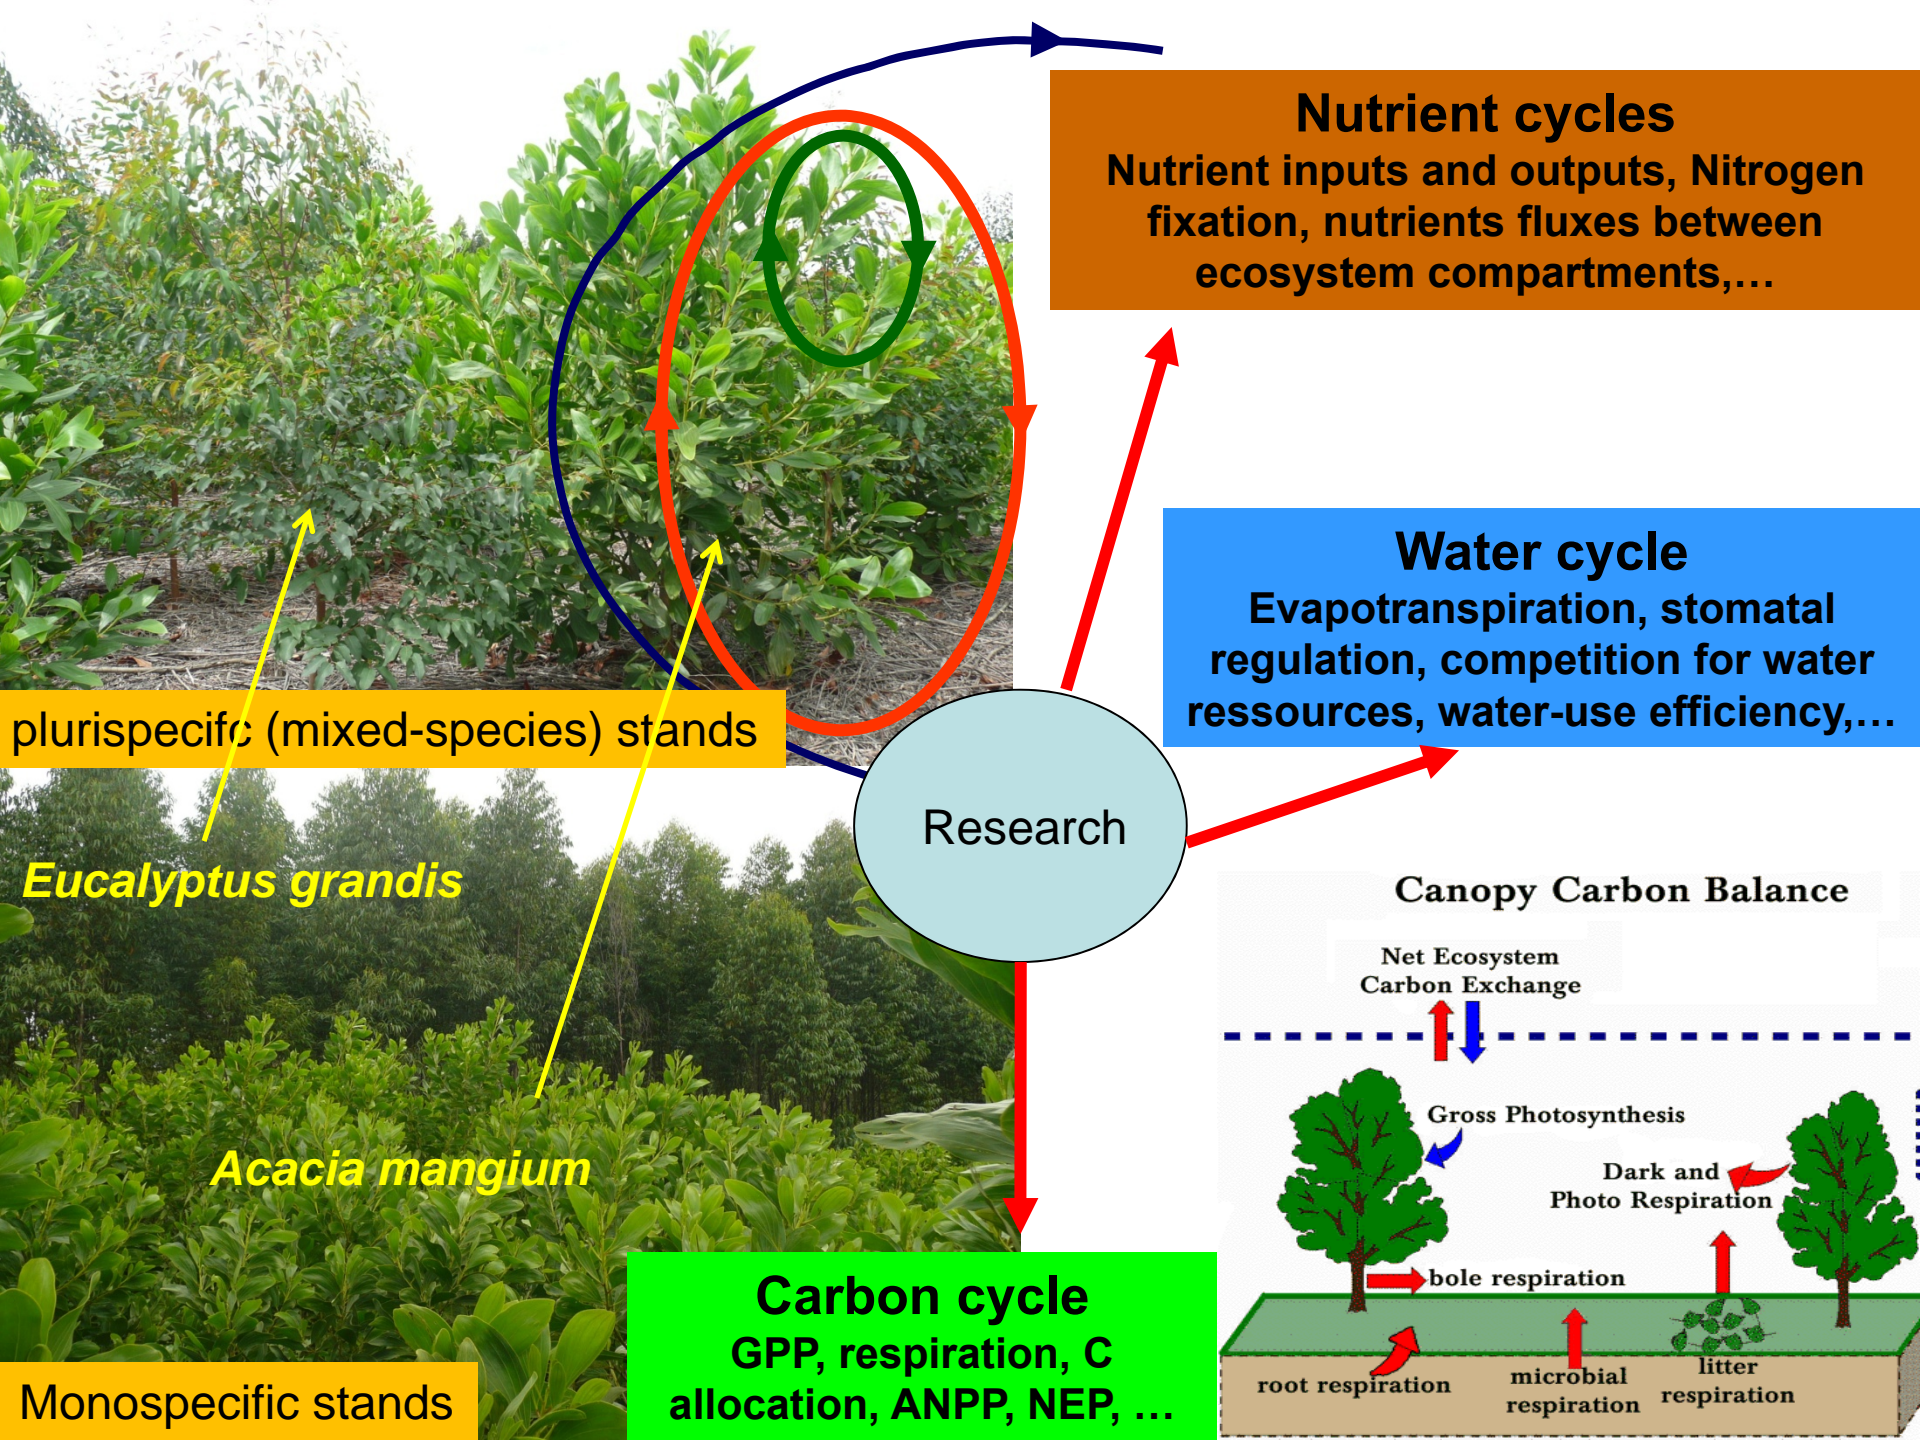 Nutrient cycles
Nutrient inputs and outputs, Nitrogen
fixation, nutrients fluxes between
ecosystem compartments,…
Water cycle
Evapotranspiration, stomatal
regulation, competition for water
ressources, water-use efficiency,…
plurispecifc (mixed-species) stands
Research
Eucalyptus grandis
Acacia mangium
Monospecific stands
Carbon cycle
GPP, respiration, C
allocation, ANPP, NEP, …
Canopy Carbon Balance
Net Ecosystem
Carbon Exchange
Gross Photosynthesis
Dark and
Photo Respiration
bole respiration
root respiration
microbial
respiration
litter
respiration